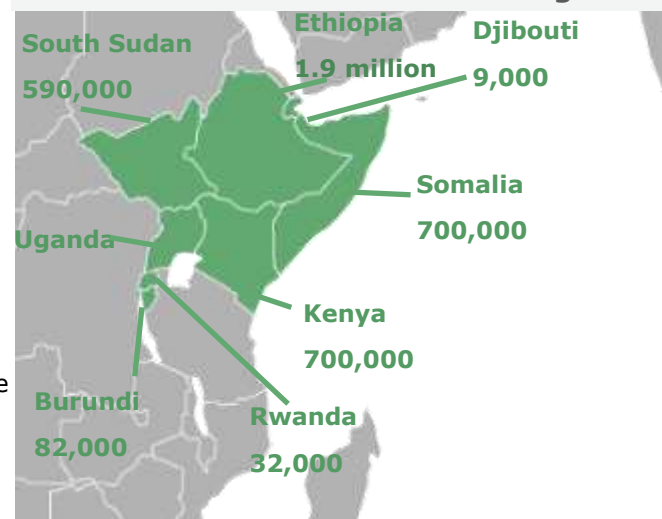 Ethiopia
1.9 million
Djibouti
9,000
South Sudan
590,000
Somalia
700,000
Uganda
Kenya
700,000
Burundi
82,000
Rwanda
32,000